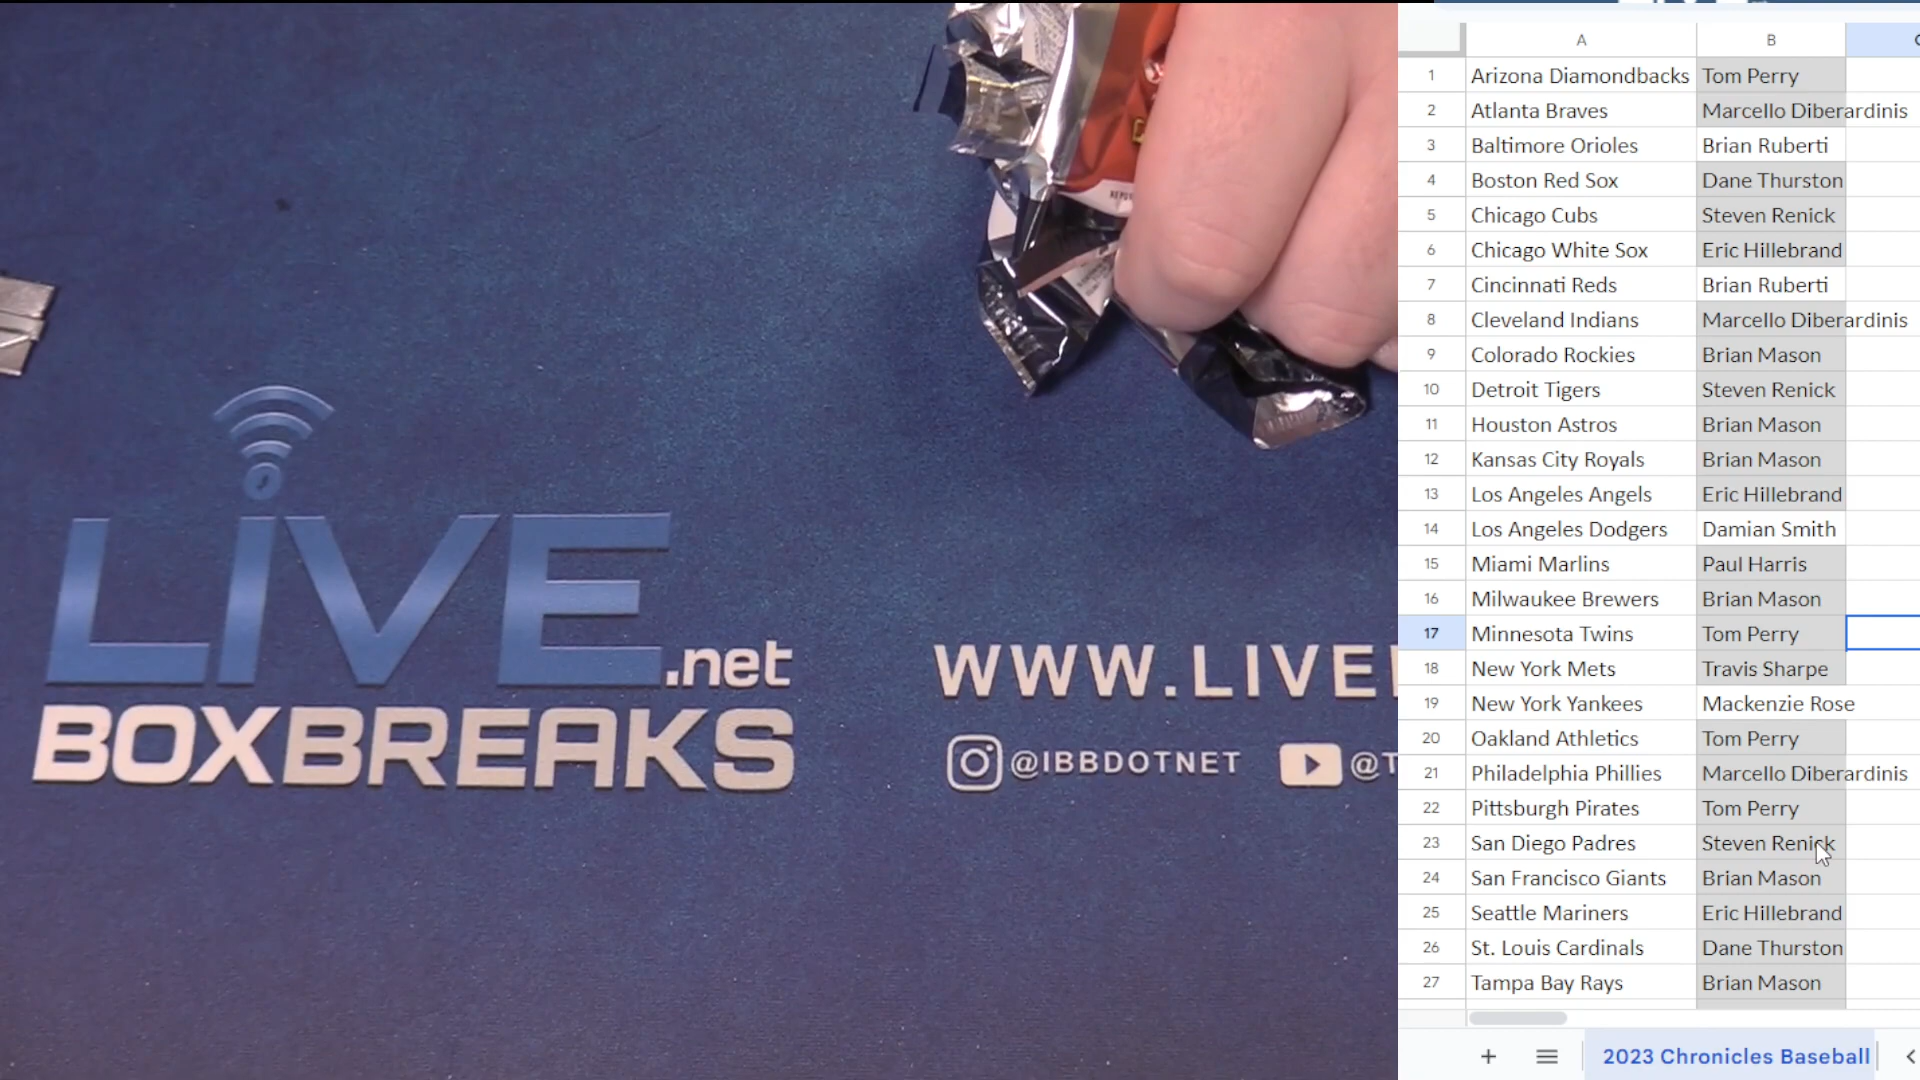 LIVE.net
BOXBREAKS
WWW.LIVE
@IBBDOTNET @T
A B
1 Arizona Diamondbacks Tom Perry
2 Atlanta Braves Marcello Diberardinis
3 Baltimore Orioles Brian Ruberti
4 Boston Red Sox Dane Thurston
5 Chicago Cubs Steven Renick
6 Chicago White Sox Eric Hillebrand
7 Cincinnati Reds Brian Ruberti
8 Cleveland Indians Marcello Diberardinis
9 Colorado Rockies Brian Mason
10 Detroit Tigers Steven Renick
11 Houston Astros Brian Mason
12 Kansas City Royals Brian Mason
13 Los Angeles Angels Eric Hillebrand
14 Los Angeles Dodgers Damian Smith
15 Miami Marlins Paul Harris
16 Milwaukee Brewers Brian Mason
17 Minnesota Twins Tom Perry
18 New York Mets Travis Sharpe
19 New York Yankees Mackenzie Rose
20 Oakland Athletics Tom Perry
21 Philadelphia Phillies Marcello Diberardinis
22 Pittsburgh Pirates Tom Perry
23 San Diego Padres Steven Renick
24 San Francisco Giants Brian Mason
25 Seattle Mariners Eric Hillebrand
26 St. Louis Cardinals Dane Thurston
27 Tampa Bay Rays Brian Mason
2023 Chronicles Baseball